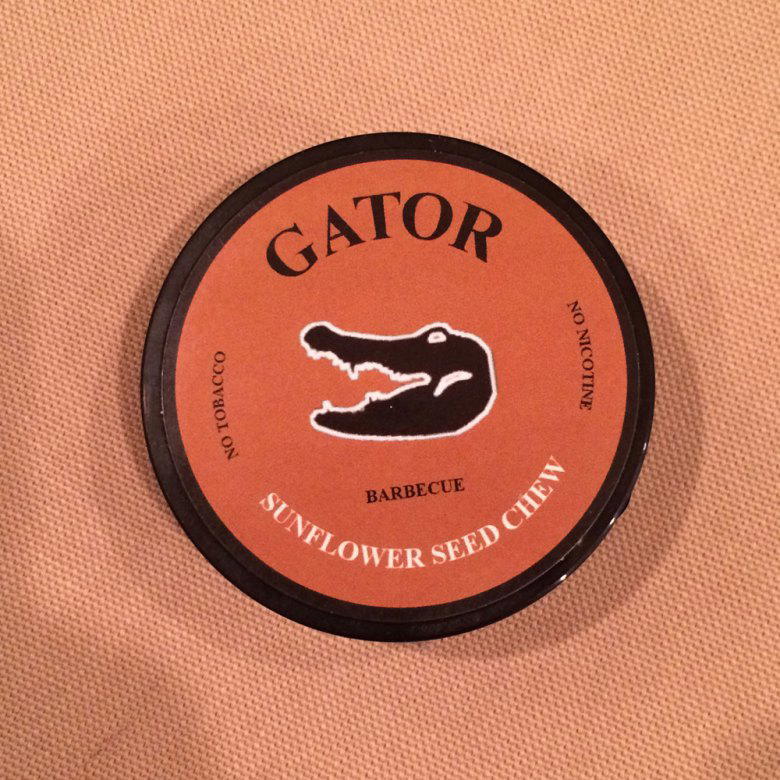 GATOR
NO TOBACCO
NO NICOTINE
BARBECUE
SUNFLOWER SEED CHEW